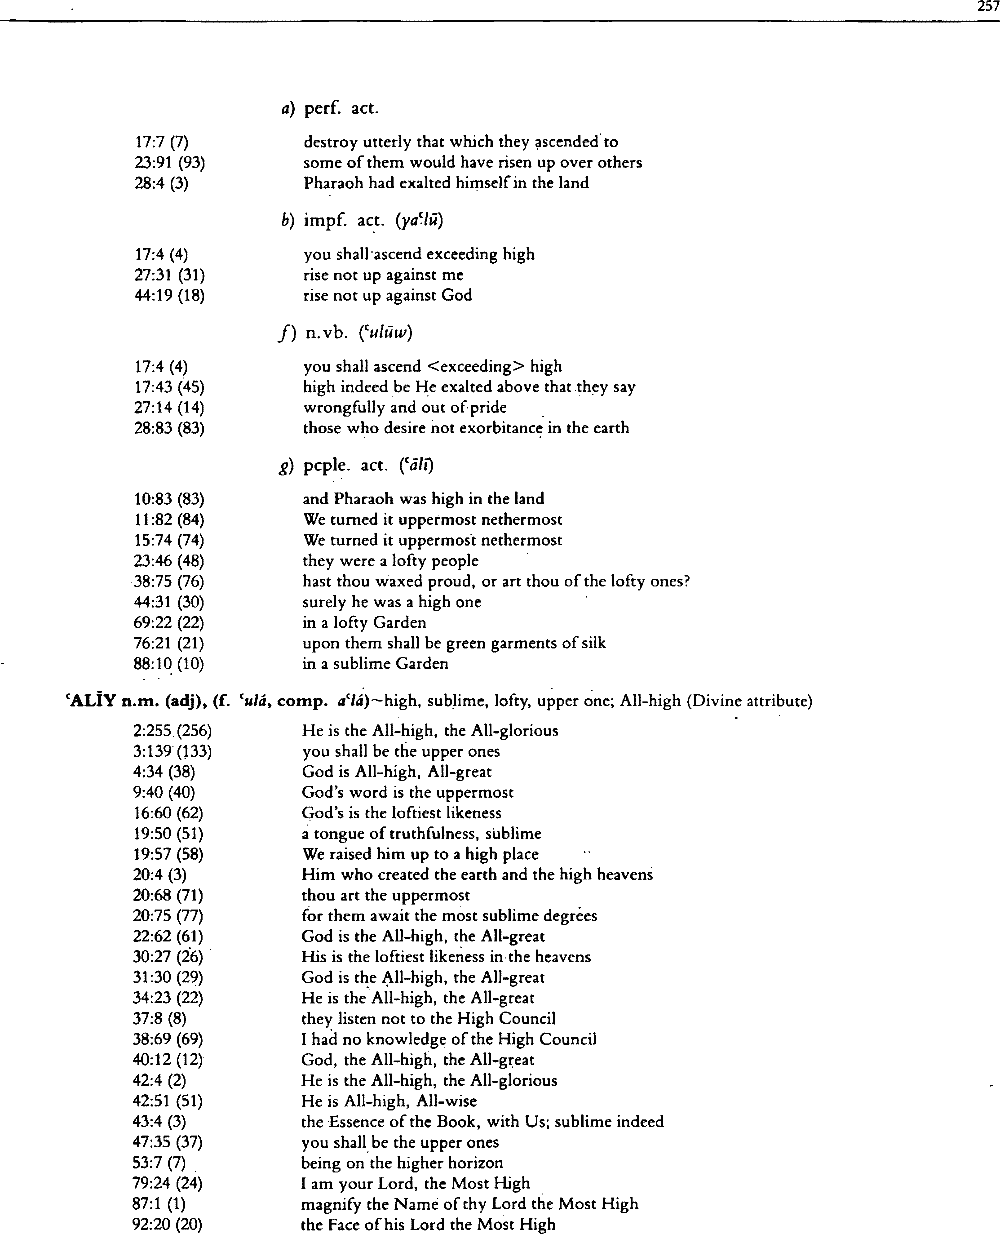 257
a) perf. act.
17:7 (7) destroy utterly that which they ascended to
23:91 (93) some of them would have risen up over others
28:4 (3) Pharaoh had exalted himself in the land
b) impf. act. (yaʿlū)
17:4 (4) you shall ascend exceeding high
27:31 (31) rise not up against me
44:19 (18) rise not up against God
f) n.vb. (ʿulūw)
17:4 (4) you shall ascend <exceeding> high
17:43 (45) high indeed be He exalted above that they say
27:14 (14) wrongfully and out of pride
28:83 (83) those who desire not exorbitance in the earth
g) pcple. act. (ʿālī)
10:83 (83) and Pharaoh was high in the land
11:82 (84) We turned it uppermost nethermost
15:74 (74) We turned it uppermost nethermost
23:46 (48) they were a lofty people
38:75 (76) hast thou waxed proud, or art thou of the lofty ones?
44:31 (30) surely he was a high one
69:22 (22) in a lofty Garden
76:21 (21) upon them shall be green garments of silk
88:10 (10) in a sublime Garden
ʿALĪY n.m. (adj), (f. ʿulá, comp. aʿlá)~high, sublime, lofty, upper one; All-high (Divine attribute)
2:255 (256) He is the All-high, the All-glorious
3:139 (133) you shall be the upper ones
4:34 (38) God is All-high, All-great
9:40 (40) God's word is the uppermost
16:60 (62) God's is the loftiest likeness
19:50 (51) a tongue of truthfulness, sublime
19:57 (58) We raised him up to a high place
20:4 (3) Him who created the earth and the high heavens
20:68 (71) thou art the uppermost
20:75 (77) for them await the most sublime degrees
22:62 (61) God is the All-high, the All-great
30:27 (26) His is the loftiest likeness in the heavens
31:30 (29) God is the All-high, the All-great
34:23 (22) He is the All-high, the All-great
37:8 (8) they listen not to the High Council
38:69 (69) I had no knowledge of the High Council
40:12 (12) God, the All-high, the All-great
42:4 (2) He is the All-high, the All-glorious
42:51 (51) He is All-high, All-wise
43:4 (3) the Essence of the Book, with Us; sublime indeed
47:35 (37) you shall be the upper ones
53:7 (7) being on the higher horizon
79:24 (24) I am your Lord, the Most High
87:1 (1) magnify the Name of thy Lord the Most High
92:20 (20) the Face of his Lord the Most High